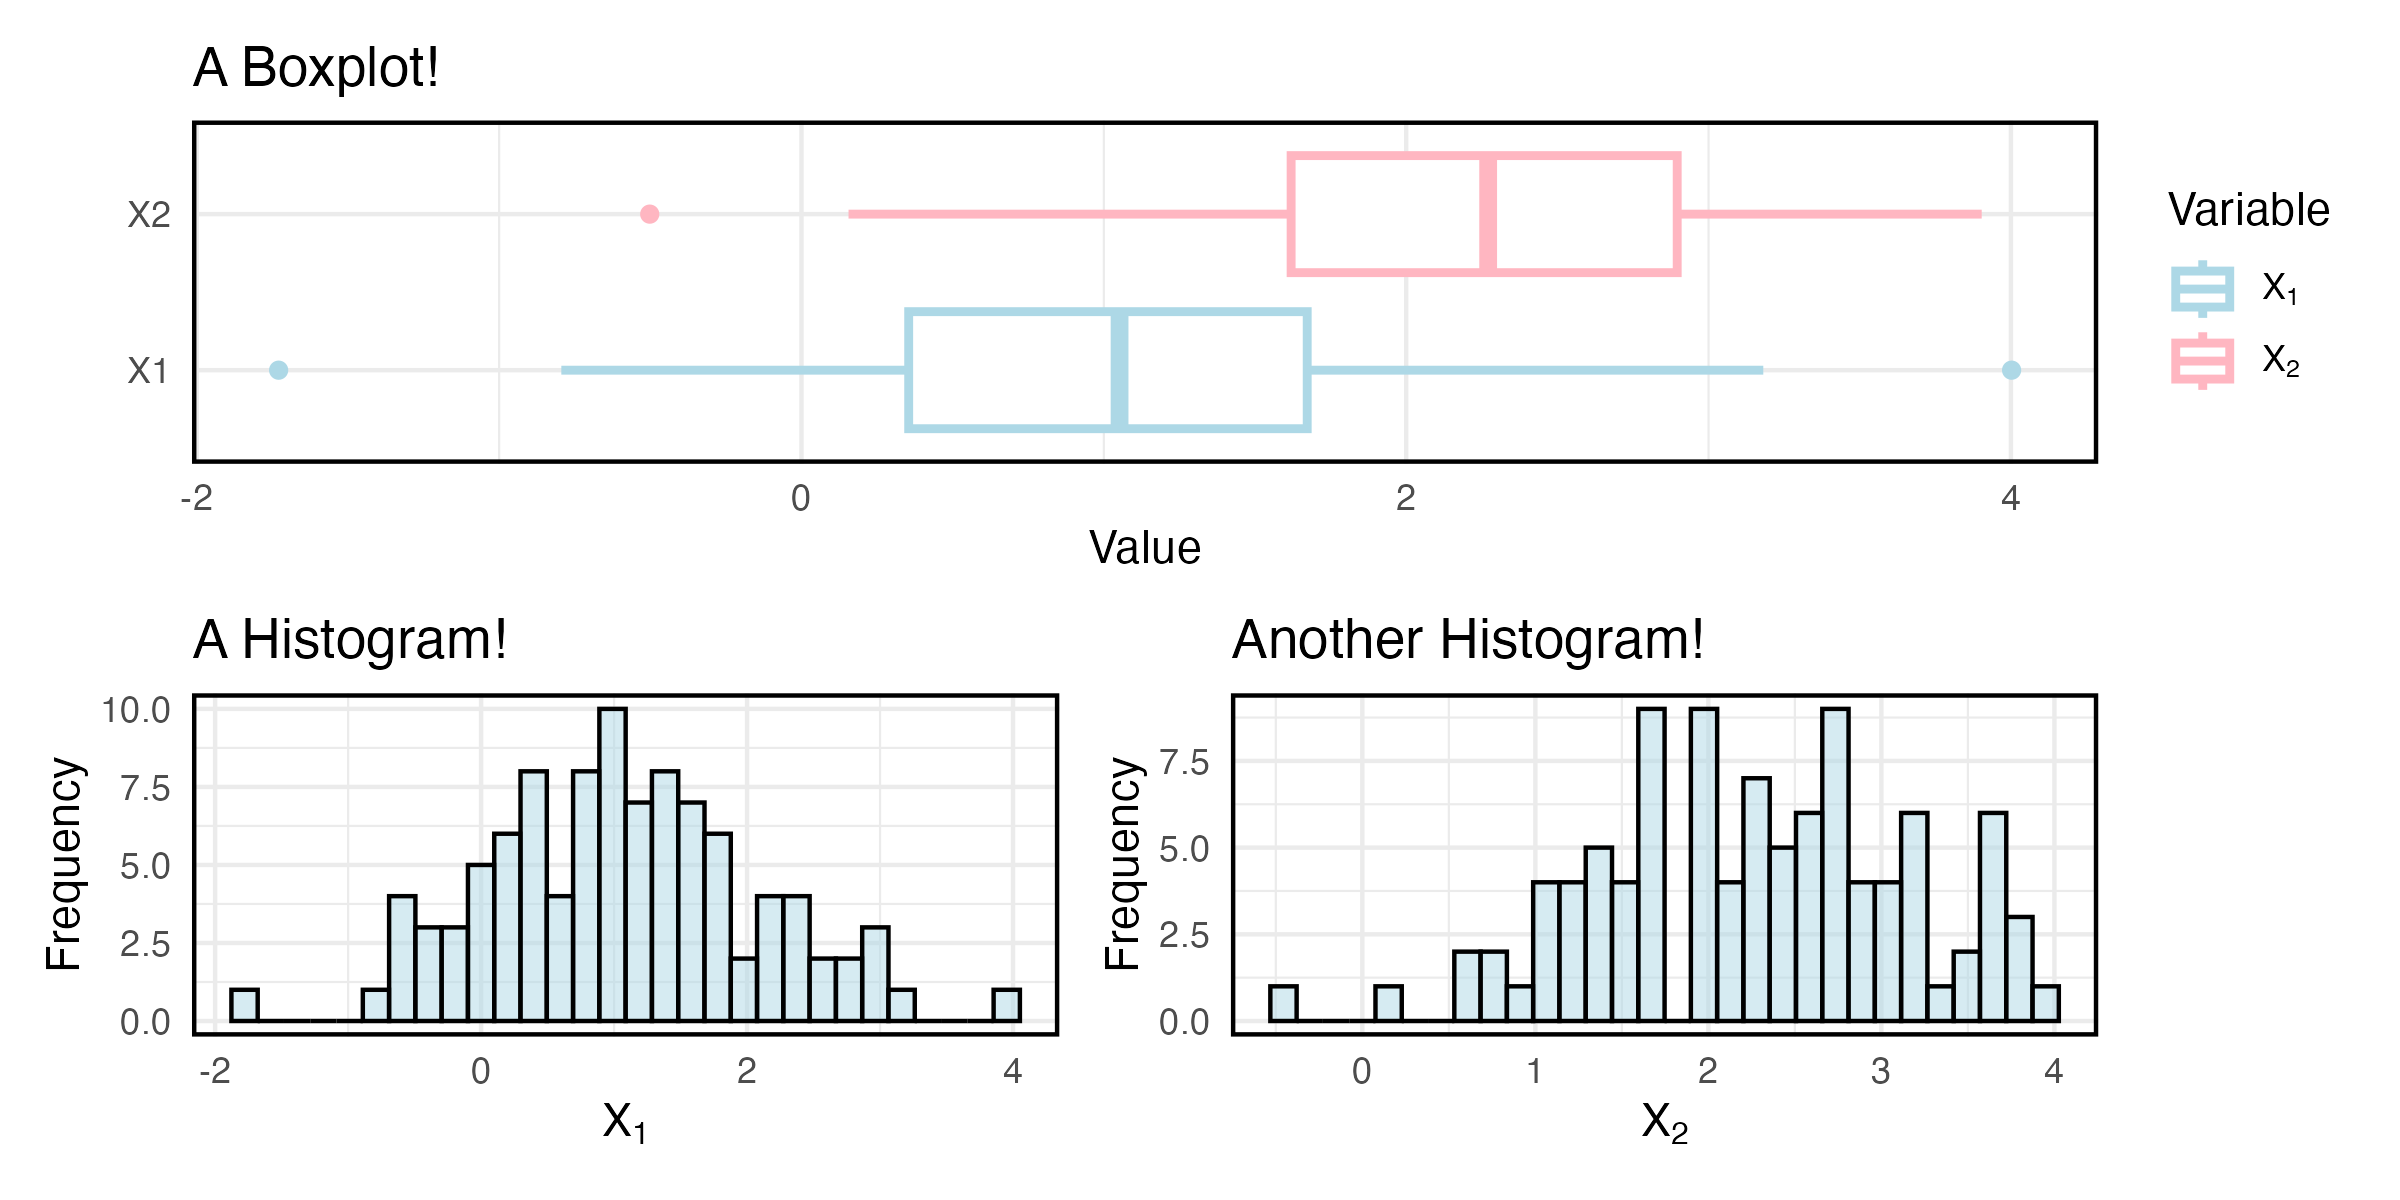 A Boxplot!
X2
X1
-2 0 2 4
Value
Variable
X₁
X₂
A Histogram!
10.0
7.5
5.0
2.5
0.0
Frequency
-2 0 2 4
X₁
Another Histogram!
7.5
5.0
2.5
0.0
Frequency
0 1 2 3 4
X₂